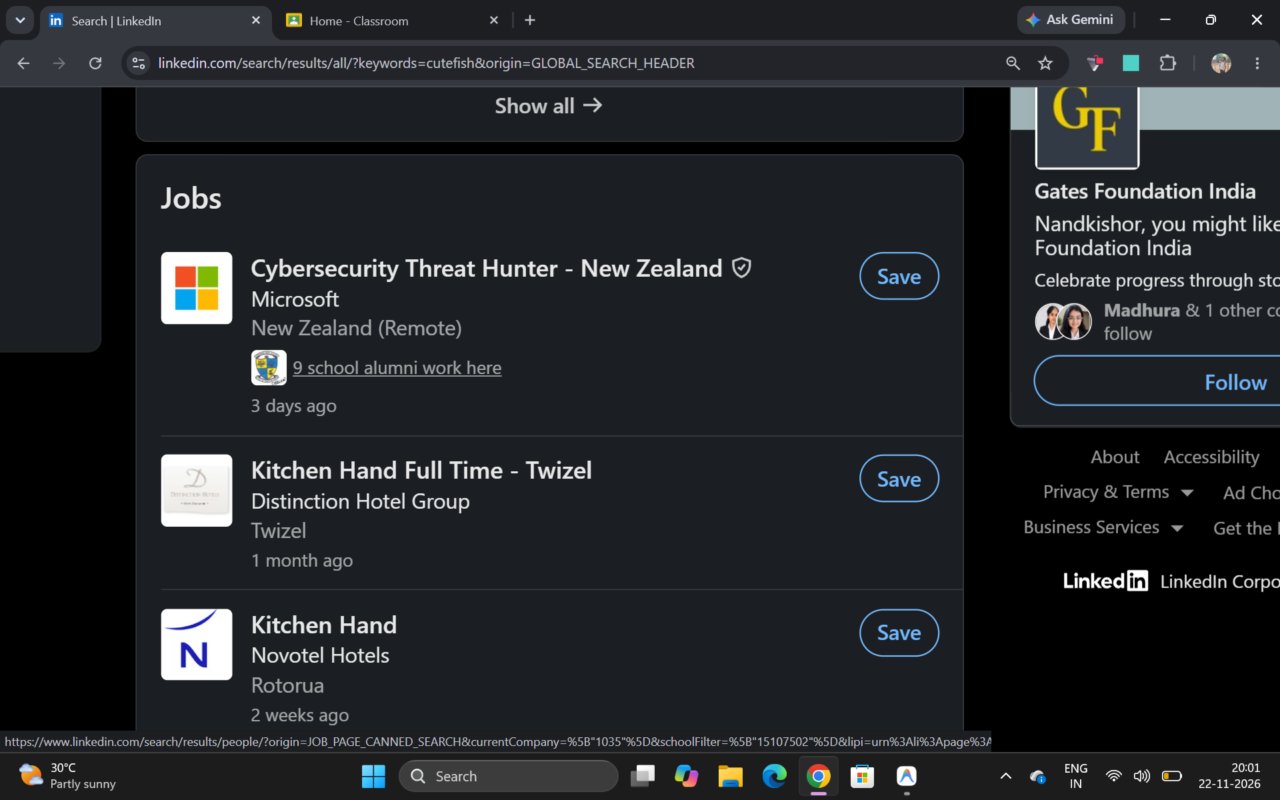 Search | LinkedIn
Home - Classroom
Ask Gemini
linkedin.com/search/results/all/?keywords=cutefish&origin=GLOBAL_SEARCH_HEADER
Show all →
Jobs
Cybersecurity Threat Hunter - New Zealand
Microsoft
New Zealand (Remote)
9 school alumni work here
3 days ago
Save
Kitchen Hand Full Time - Twizel
Distinction Hotel Group
Twizel
1 month ago
Save
Kitchen Hand
Novotel Hotels
Rotorua
2 weeks ago
Save
GF
Gates Foundation India
Nandkishor, you might like
Foundation India
Celebrate progress through sto
Madhura & 1 other co
follow
Follow
About Accessibility
Privacy & Terms Ad Cho
Business Services Get the
LinkedIn LinkedIn Corpo
https://www.linkedin.com/search/results/people/?origin=JOB_PAGE_CANNED_SEARCH&currentCompany=%5B"1035"%5D&schoolFilter=%5B"15107502"%5D&lipi=urn%3Ali%3Apage%3A
30°C
Partly sunny
Search
ENG
IN
20:01
22-11-2026